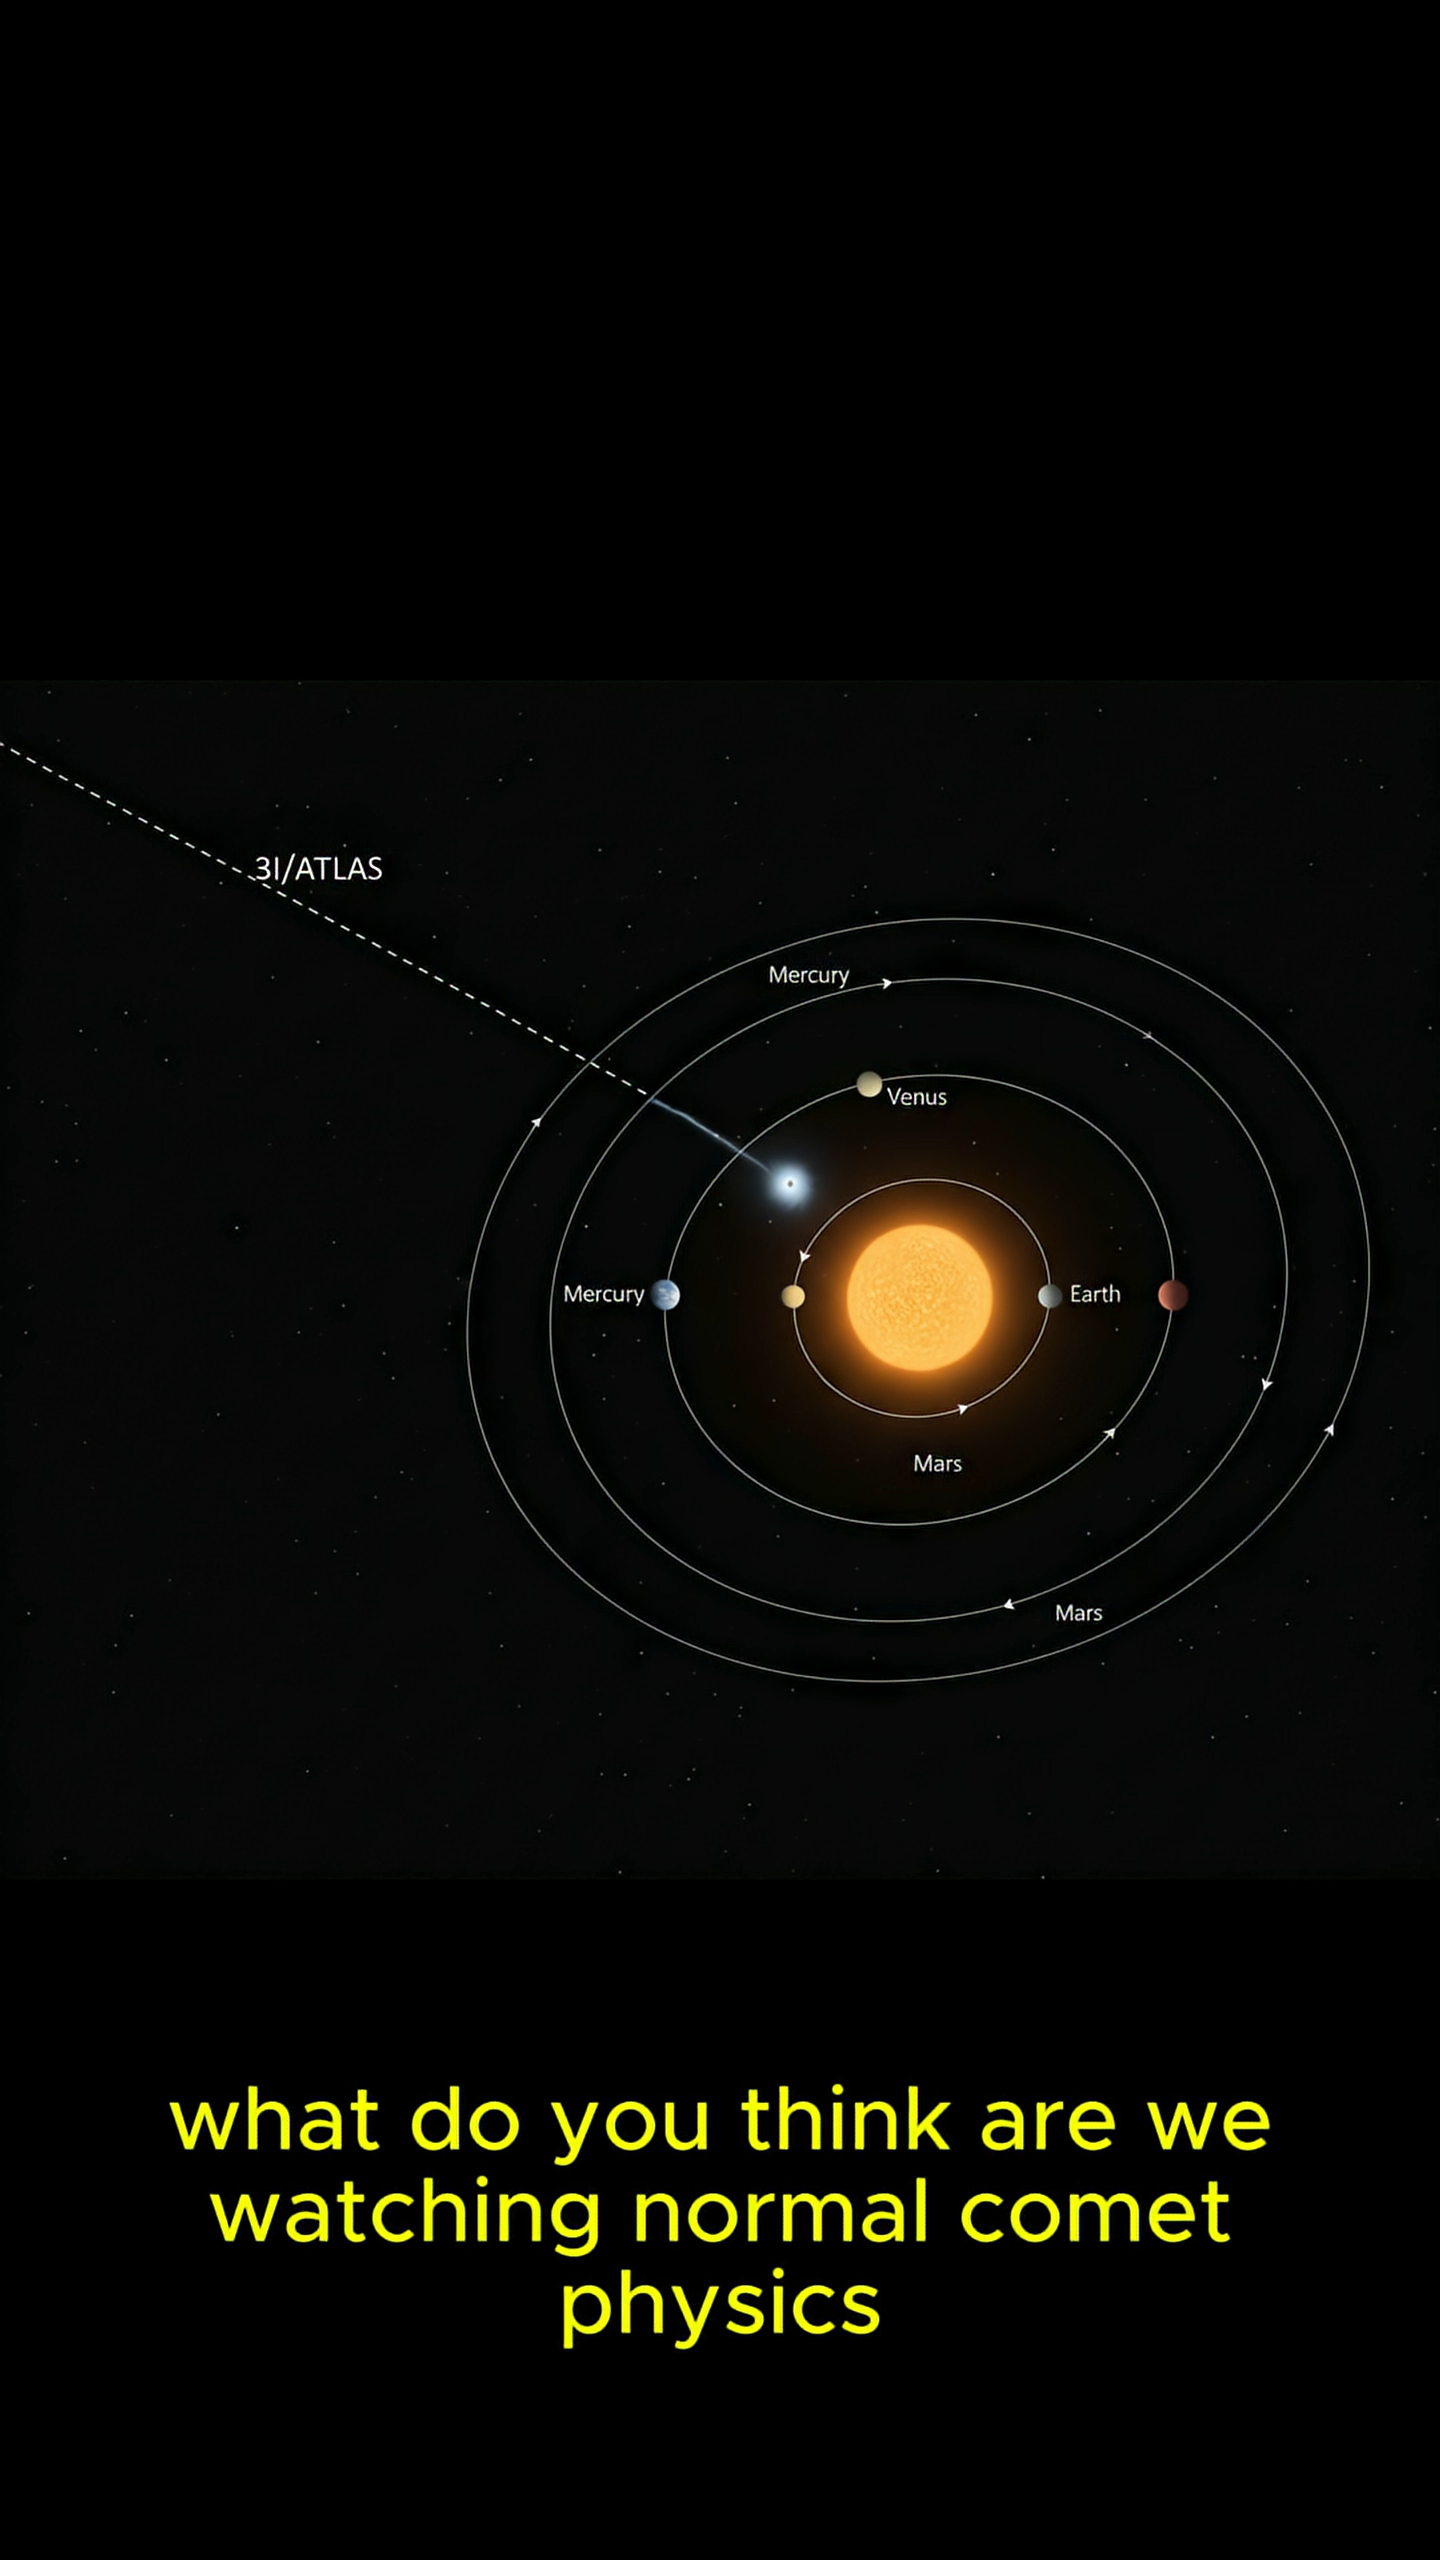 3I/ATLAS
Mercury
Venus
Mercury
Earth
Mars
Mars
what do you think are we
watching normal comet
physics